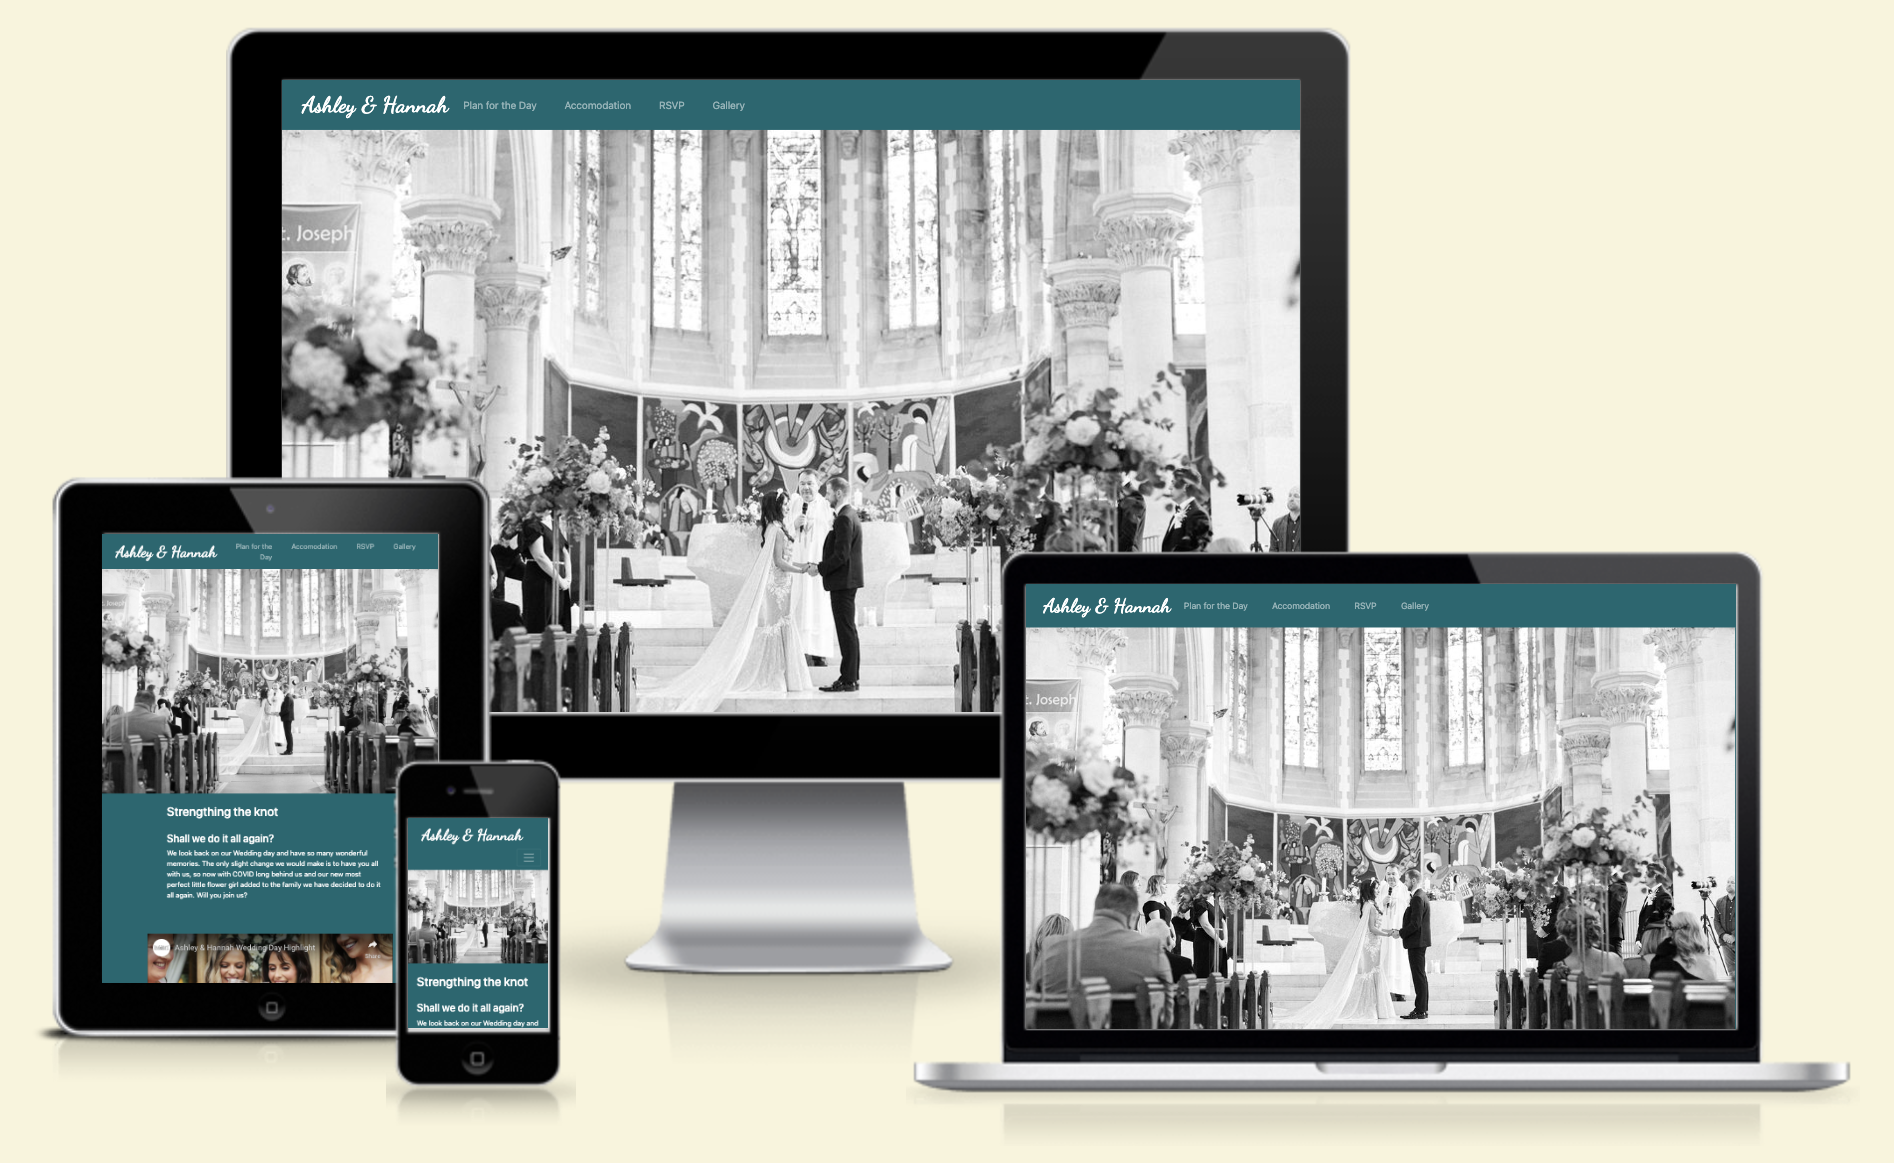 Ashley & Hannah Plan for the Day Accomodation RSVP Gallery
t. Joseph
Ashley & Hannah Plan for the Day Accomodation RSVP Gallery
t. Joseph
Strengthing the knot
Shall we do it all again?
We look back on our Wedding day and have so many wonderful
memories. The only slight change we would make is to have you all
with us, so now with COVID long behind us and our new most
perfect little flower girl added to the family we have decided to do it
all again. Will you join us?
Ashley & Hannah Wedding Day Highlight
Share
Ashley & Hannah
Strengthing the knot
Shall we do it all again?
We look back on our Wedding day and
Ashley & Hannah Plan for the Day Accomodation RSVP Gallery
t. Joseph